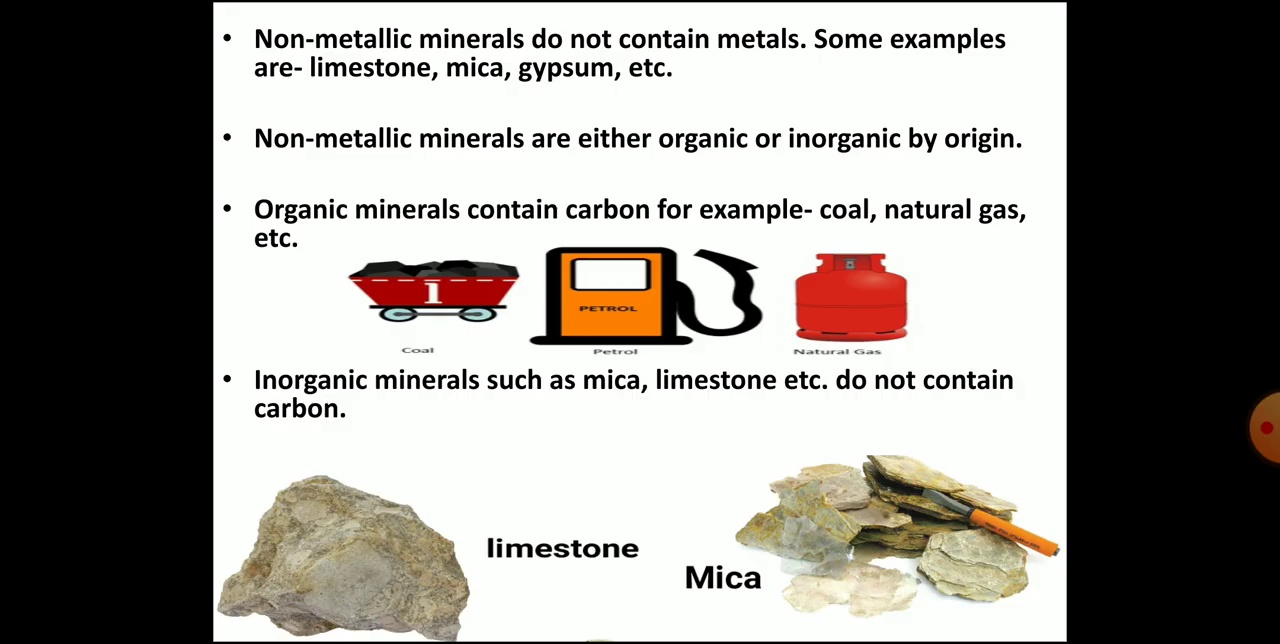 • Non-metallic minerals do not contain metals. Some examples
are- limestone, mica, gypsum, etc.
• Non-metallic minerals are either organic or inorganic by origin.
• Organic minerals contain carbon for example- coal, natural gas,
etc.
1
PETROL
Coal
Petrol
Natural Gas
• Inorganic minerals such as mica, limestone etc. do not contain
carbon.
limestone
Mica